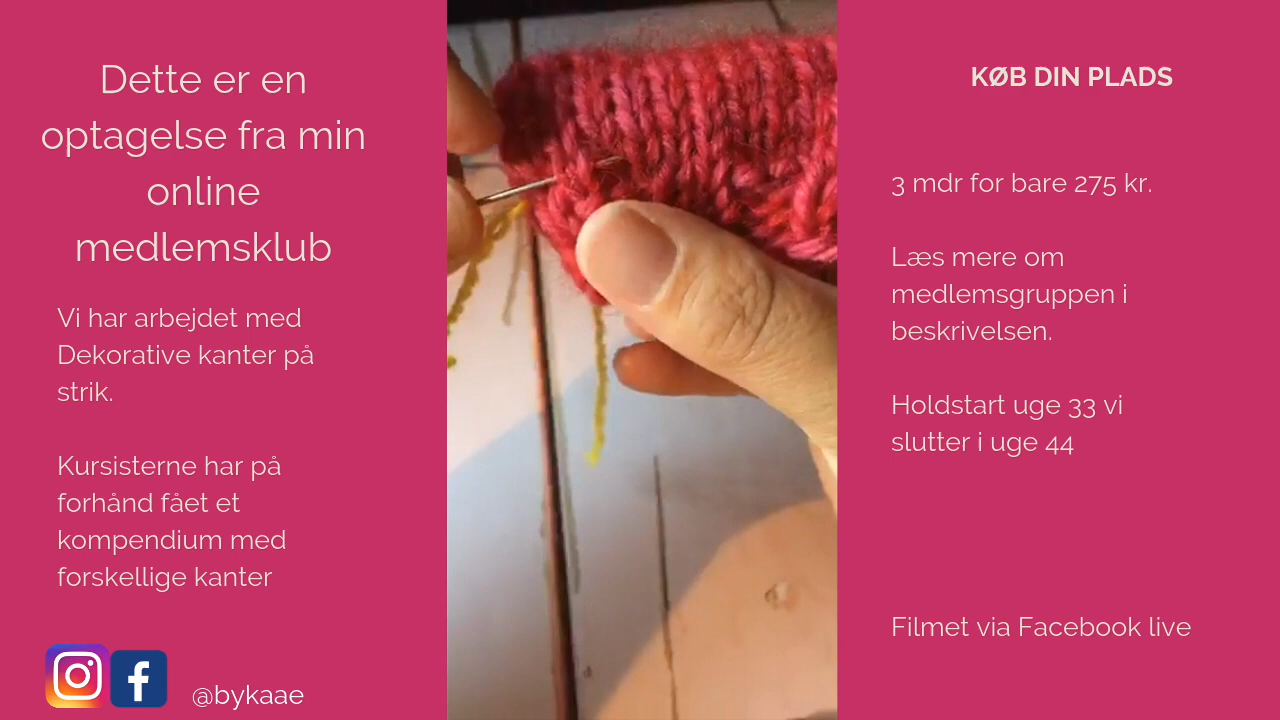 Dette er en
optagelse fra min
online
medlemsklub
Vi har arbejdet med
Dekorative kanter på
strik.
Kursisterne har på
forhånd fået et
kompendium med
forskellige kanter
@bykaae
KØB DIN PLADS
3 mdr for bare 275 kr.
Læs mere om
medlemsgruppen i
beskrivelsen.
Holdstart uge 33 vi
slutter i uge 44
Filmet via Facebook live